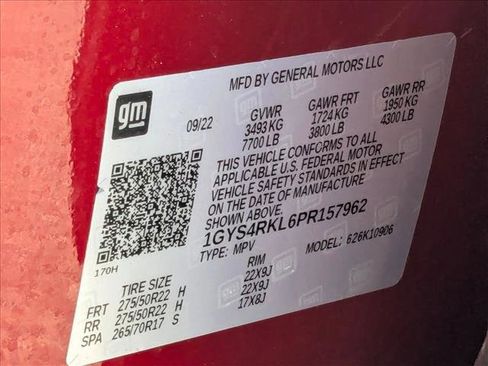 gm
MFD BY GENERAL MOTORS LLC
09/22 GVWR GAWR FRT GAWR RR
3493 KG 1724 KG 1950 KG
7700 LB 3800 LB 4300 LB
THIS VEHICLE CONFORMS TO ALL
APPLICABLE U.S. FEDERAL MOTOR
VEHICLE SAFETY STANDARDS IN EFFECT
ON THE DATE OF MANUFACTURE
SHOWN ABOVE.
1GYS4RKL6PR157962
TYPE: MPV MODEL: 626K10906
170H
TIRE SIZE RIM
FRT 275/50R22 H 22X9J
RR 275/50R22 H 22X9J
SPA 265/70R17 S 17X8J